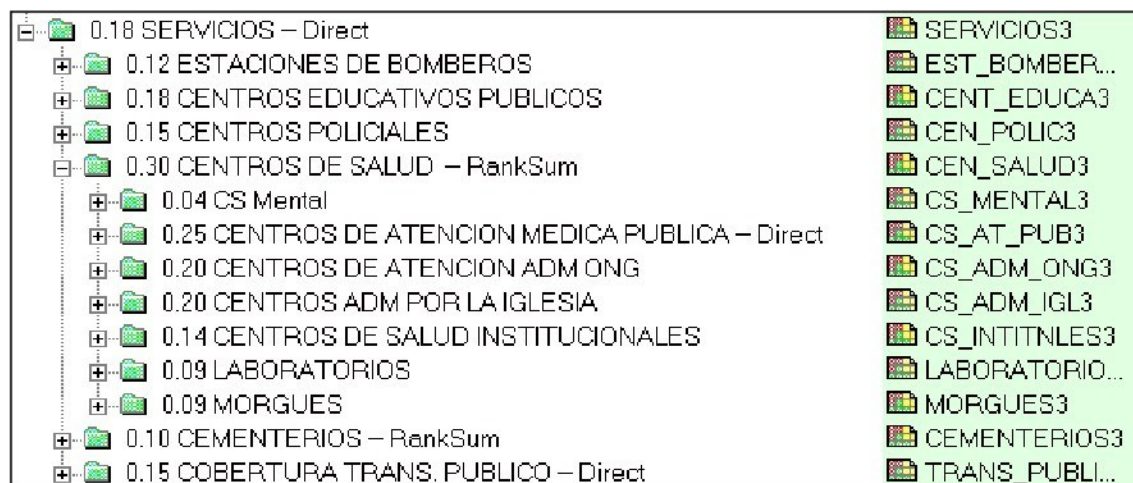 0.18 SERVICIOS – Direct SERVICIOS3
0.12 ESTACIONES DE BOMBEROS EST_BOMBER...
0.18 CENTROS EDUCATIVOS PUBLICOS CENT_EDUCA3
0.15 CENTROS POLICIALES CEN_POLIC3
0.30 CENTROS DE SALUD – RankSum CEN_SALUD3
0.04 CS Mental CS_MENTAL3
0.25 CENTROS DE ATENCION MEDICA PUBLICA – Direct CS_AT_PUB3
0.20 CENTROS DE ATENCION ADM ONG CS_ADM_ONG3
0.20 CENTROS ADM POR LA IGLESIA CS_ADM_IGL3
0.14 CENTROS DE SALUD INSTITUCIONALES CS_INTITNLES3
0.09 LABORATORIOS LABORATORIO...
0.09 MORGUES MORGUES3
0.10 CEMENTERIOS – RankSum CEMENTERIOS3
0.15 COBERTURA TRANS. PUBLICO – Direct TRANS_PUBLI...